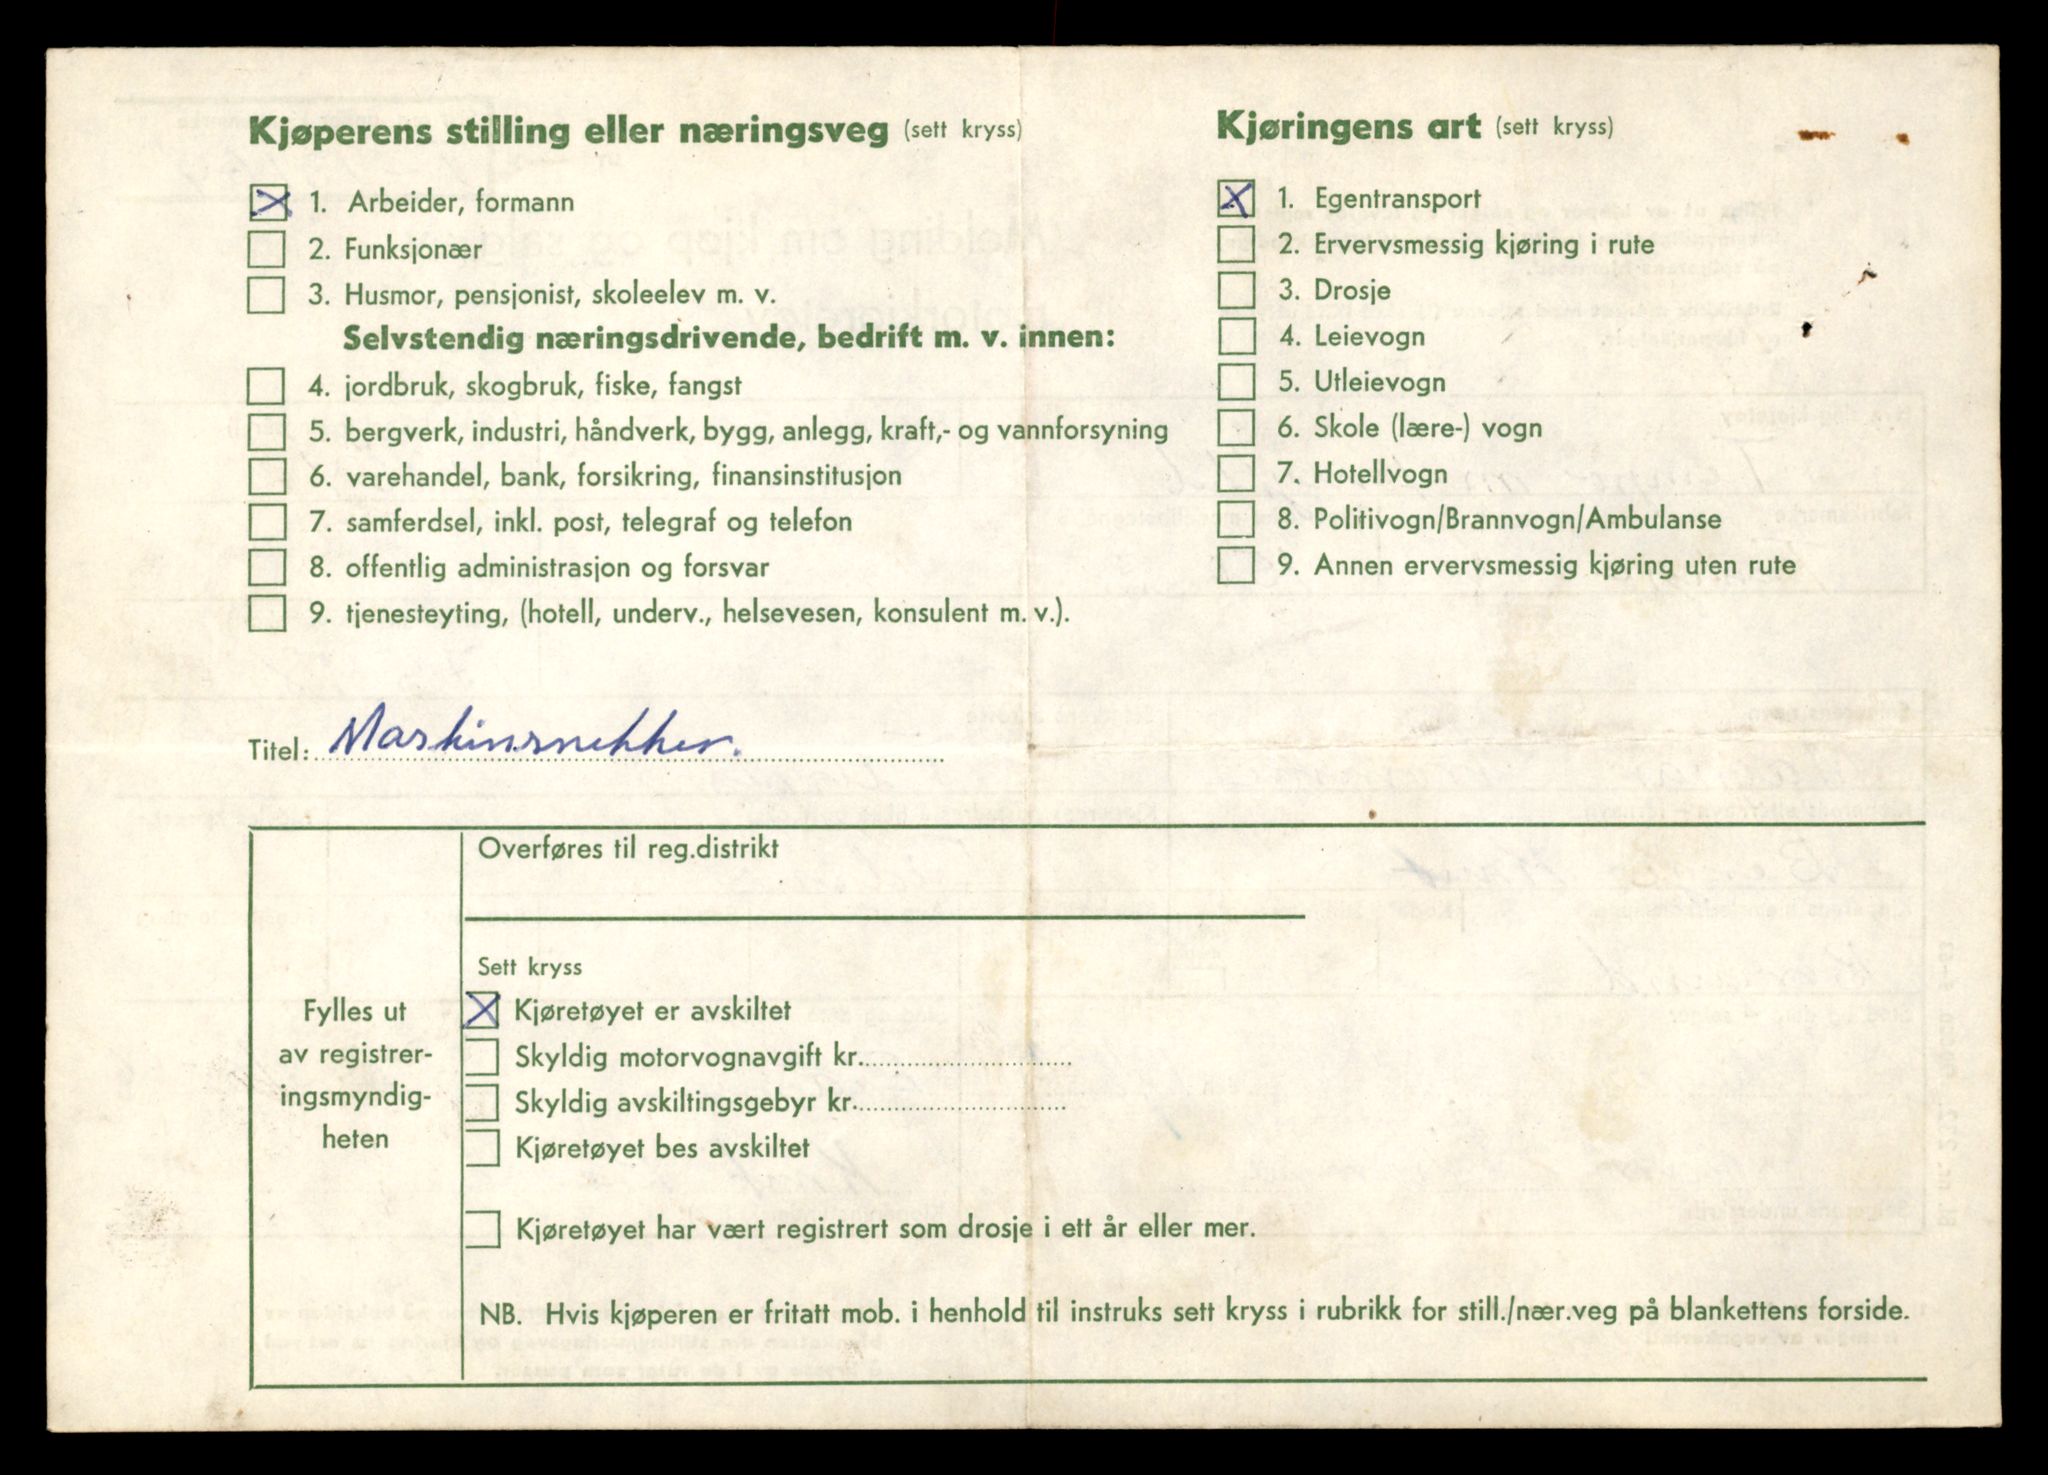 Kjøperens stilling eller næringsveg (sett kryss)
1. Arbeider, formann
2. Funksjonær
3. Husmor, pensjonist, skoleelev m. v.
Selvstendig næringsdrivende, bedrift m. v. innen:
4. jordbruk, skogbruk, fiske, fangst
5. bergverk, industri, håndverk, bygg, anlegg, kraft,- og vannforsyning
6. varehandel, bank, forsikring, finansinstitusjon
7. samferdsel, inkl. post, telegraf og telefon
8. offentlig administrasjon og forsvar
9. tjenesteyting, (hotell, underv., helsevesen, konsulent m. v.).
Kjøringens art (sett kryss)
1. Egentransport
2. Ervervsmessig kjøring i rute
3. Drosje
4. Leievogn
5. Utleievogn
6. Skole (lære-) vogn
7. Hotellvogn
8. Politivogn/Brannvogn/Ambulanse
9. Annen ervervsmessig kjøring uten rute
Titel: Maskinsnekker.
Fylles ut
av registrer-
ingsmyndig-
heten
Overføres til reg.distrikt
Sett kryss
Kjøretøyet er avskiltet
Skyldig motorvognavgift kr.
Skyldig avskiltingsgebyr kr.
Kjøretøyet bes avskiltet
Kjøretøyet har vært registrert som drosje i ett år eller mer.
NB. Hvis kjøperen er fritatt mob. i henhold til instruks sett kryss i rubrikk for still./nær.veg på blankettens forside.